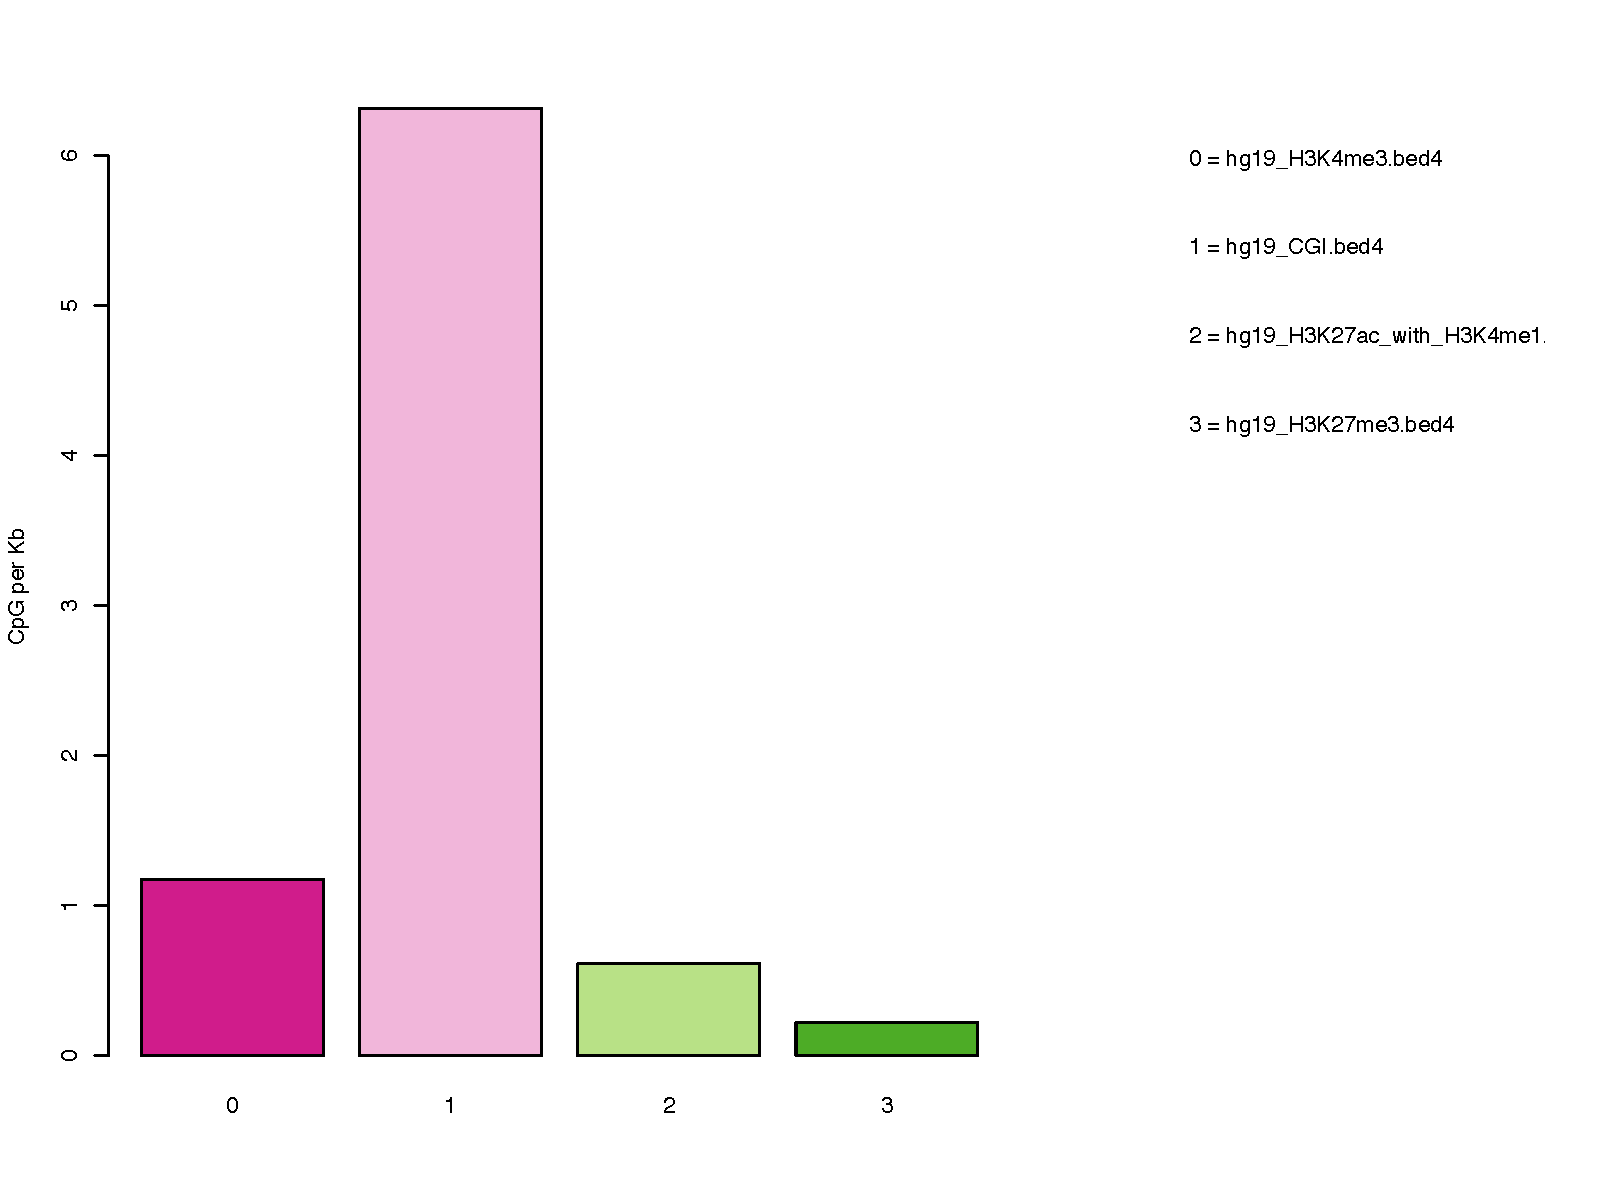 CpG per Kb
6
5
4
3
2
1
0
0
1
2
3
0 = hg19_H3K4me3.bed4
1 = hg19_CGI.bed4
2 = hg19_H3K27ac_with_H3K4me1.
3 = hg19_H3K27me3.bed4